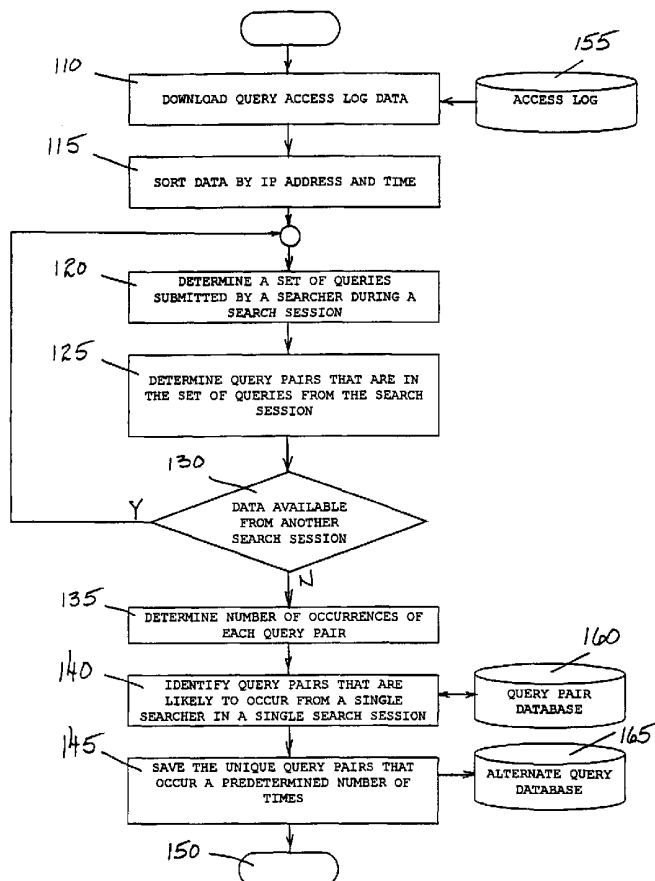 155
110
DOWNLOAD QUERY ACCESS LOG DATA
ACCESS LOG
115
SORT DATA BY IP ADDRESS AND TIME
120
DETERMINE A SET OF QUERIES
SUBMITTED BY A SEARCHER DURING A
SEARCH SESSION
125
DETERMINE QUERY PAIRS THAT ARE IN
THE SET OF QUERIES FROM THE SEARCH
SESSION
130
Y
DATA AVAILABLE
FROM ANOTHER
SEARCH SESSION
N
135
DETERMINE NUMBER OF OCCURRENCES OF
EACH QUERY PAIR
160
140
IDENTIFY QUERY PAIRS THAT ARE
LIKELY TO OCCUR FROM A SINGLE
SEARCHER IN A SINGLE SEARCH SESSION
QUERY PAIR
DATABASE
145
165
SAVE THE UNIQUE QUERY PAIRS THAT
OCCUR A PREDETERMINED NUMBER OF
TIMES
ALTERNATE QUERY
DATABASE
150